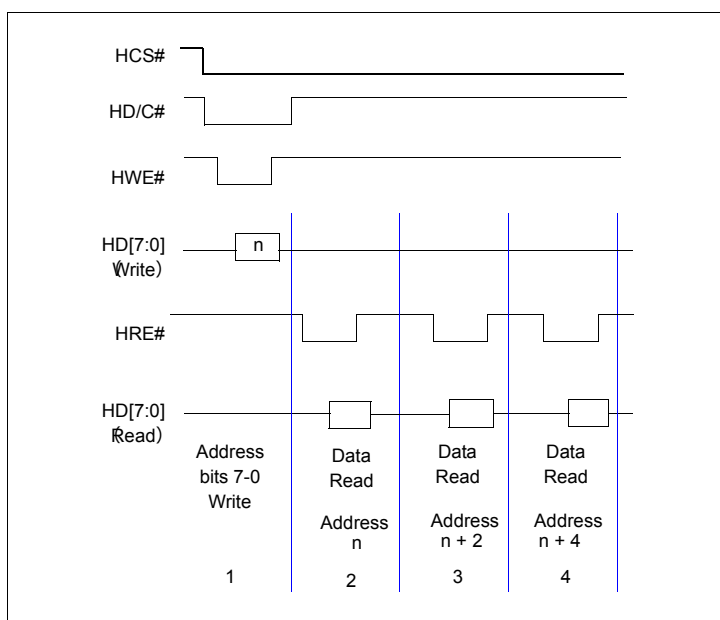 HCS#
HD/C#
HWE#
HD[7:0]
(Write)
n
HRE#
HD[7:0]
(Read)
Address
bits 7-0
Write
Data
Read
Data
Read
Data
Read
Address
n
Address
n + 2
Address
n + 4
1
2
3
4